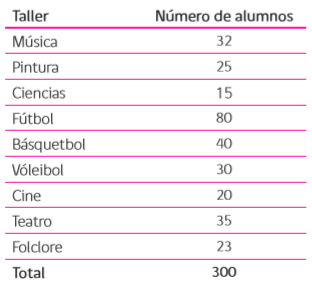 Taller Número de alumnos
Música 32
Pintura 25
Ciencias 15
Fútbol 80
Básquetbol 40
Vóleibol 30
Cine 20
Teatro 35
Folclore 23
Total 300